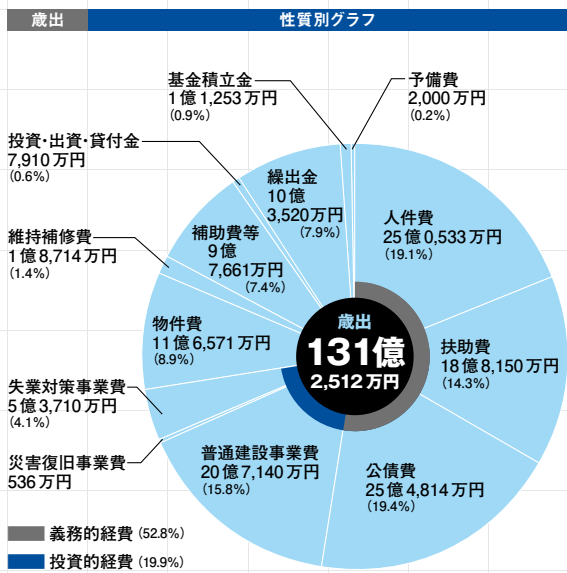 歳出
性質別グラフ
基金積立金
1億1,253万円
(0.9%)
予備費
2,000万円
(0.2%)
投資・出資・貸付金
7,910万円
(0.6%)
繰出金
10億
3,520万円
(7.9%)
人件費
25億0,533万円
(19.1%)
維持補修費
1億8,714万円
(1.4%)
補助費等
9億
7,661万円
(7.4%)
物件費
11億6,571万円
(8.9%)
歳出
131億
2,512万円
扶助費
18億8,150万円
(14.3%)
失業対策事業費
5億3,710万円
(4.1%)
災害復旧事業費
536万円
普通建設事業費
20億7,140万円
(15.8%)
公債費
25億4,814万円
(19.4%)
義務的経費(52.8%)
投資的経費(19.9%)